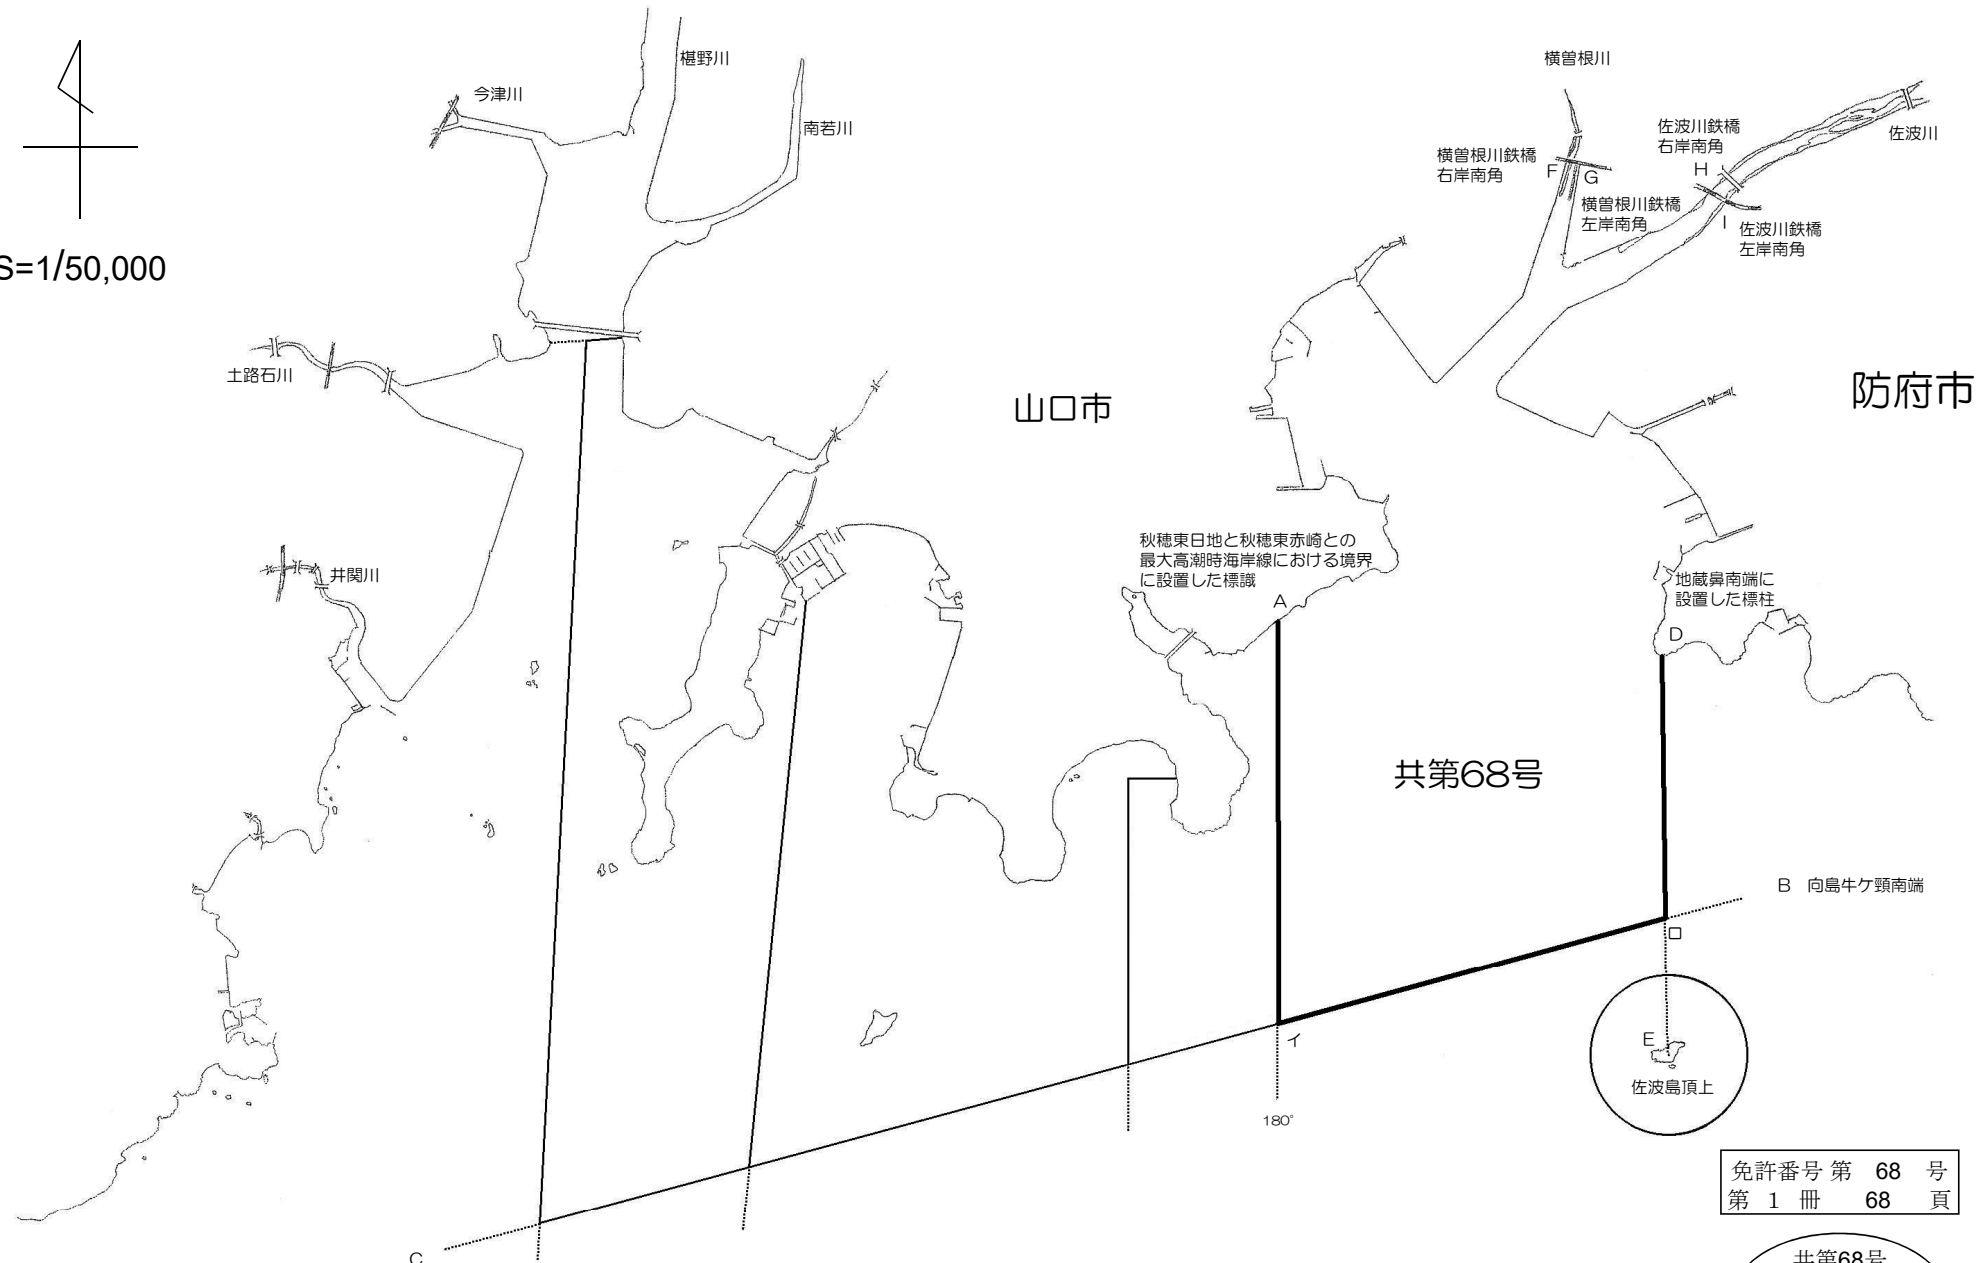 椹野川
今津川
南若川
S=1/50,000
土路石川
井関川
山口市
横曽根川
佐波川鉄橋
右岸南角
佐波川
横曽根川鉄橋
右岸南角
F
G
H
横曽根川鉄橋
左岸南角
I
佐波川鉄橋
左岸南角
防府市
秋穂東日地と秋穂東赤崎との
最大高潮時海岸線における境界
に設置した標識
A
地蔵鼻南端に
設置した標柱
D
共第68号
B 向島牛ケ頸南端
ロ
イ
E
佐波島頂上
180°
C
免許番号第 68 号
第 1 冊 68 頁
共第68号